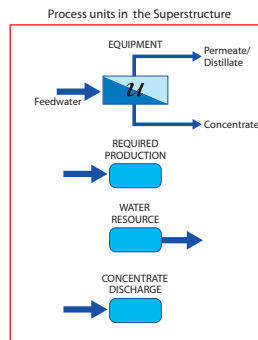 Process units in the Superstructure
EQUIPMENT
Permeate/
Distillate
u
Feedwater
Concentrate
REQUIRED
PRODUCTION
WATER
RESOURCE
CONCENTRATE
DISCHARGE